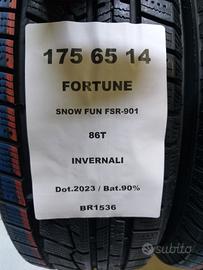 175 65 14
FORTUNE
SNOW FUN FSR-901
86T
INVERNALI
Dot.2023 / Bat.90%
BR1536
subito